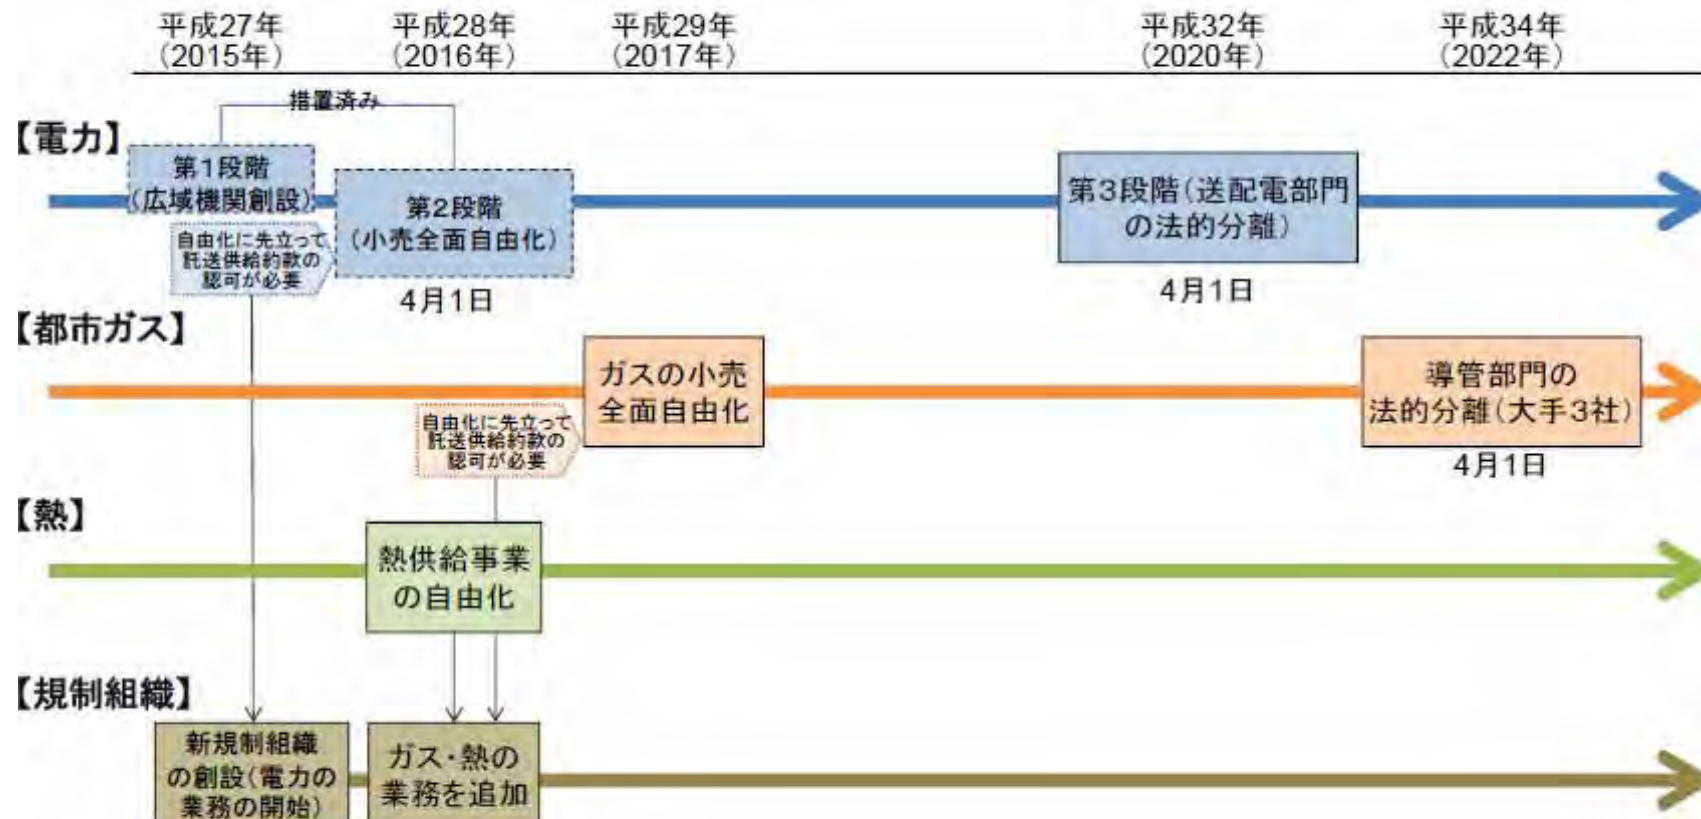 平成27年
(2015年)
平成28年
(2016年)
平成29年
(2017年)
平成32年
(2020年)
平成34年
(2022年)
措置済み
【電力】
第1段階
(広域機関創設)
第2段階
(小売全面自由化)
4月1日
自由化に先立って
託送供給約款の
認可が必要
第3段階(送配電部門
の法的分離)
4月1日
【都市ガス】
ガスの小売
全面自由化
自由化に先立って
託送供給約款の
認可が必要
導管部門の
法的分離(大手3社)
4月1日
【熱】
熱供給事業
の自由化
【規制組織】
新規制組織
の創設(電力の
業務の開始)
ガス・熱の
業務を追加